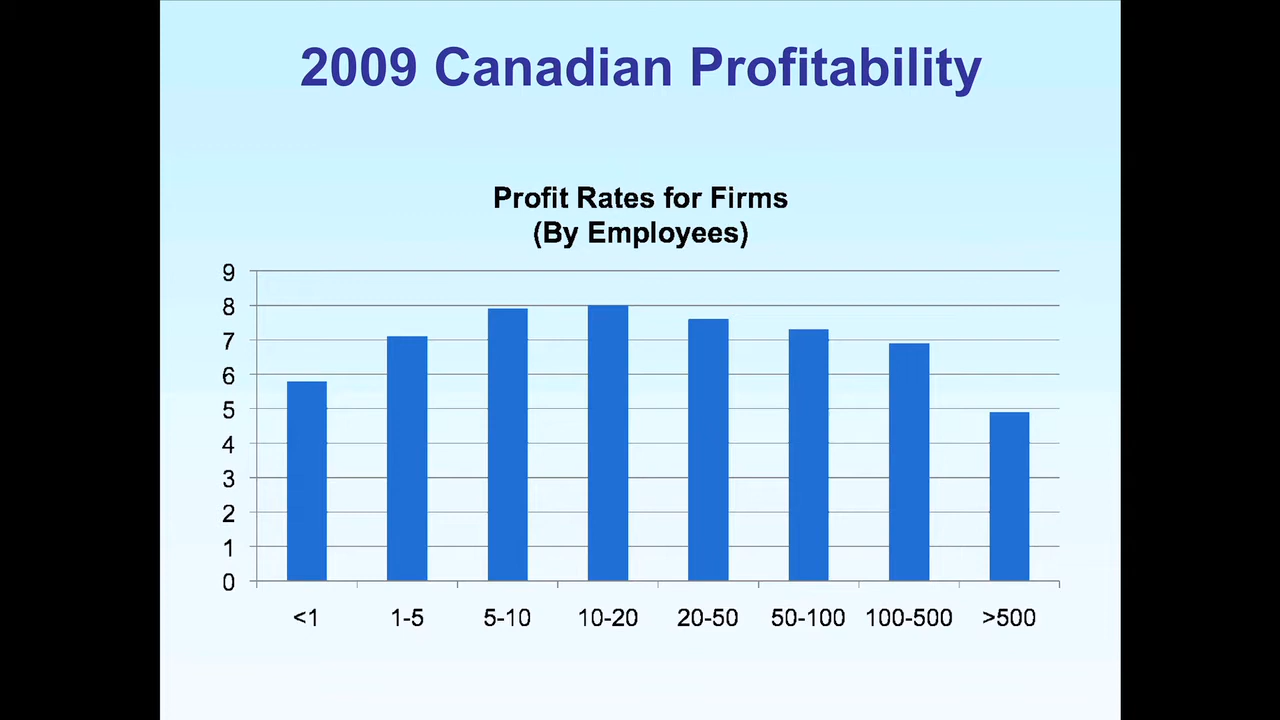 2009 Canadian Profitability
Profit Rates for Firms
(By Employees)
9
8
7
6
5
4
3
2
1
0
<1 1-5 5-10 10-20 20-50 50-100 100-500 >500